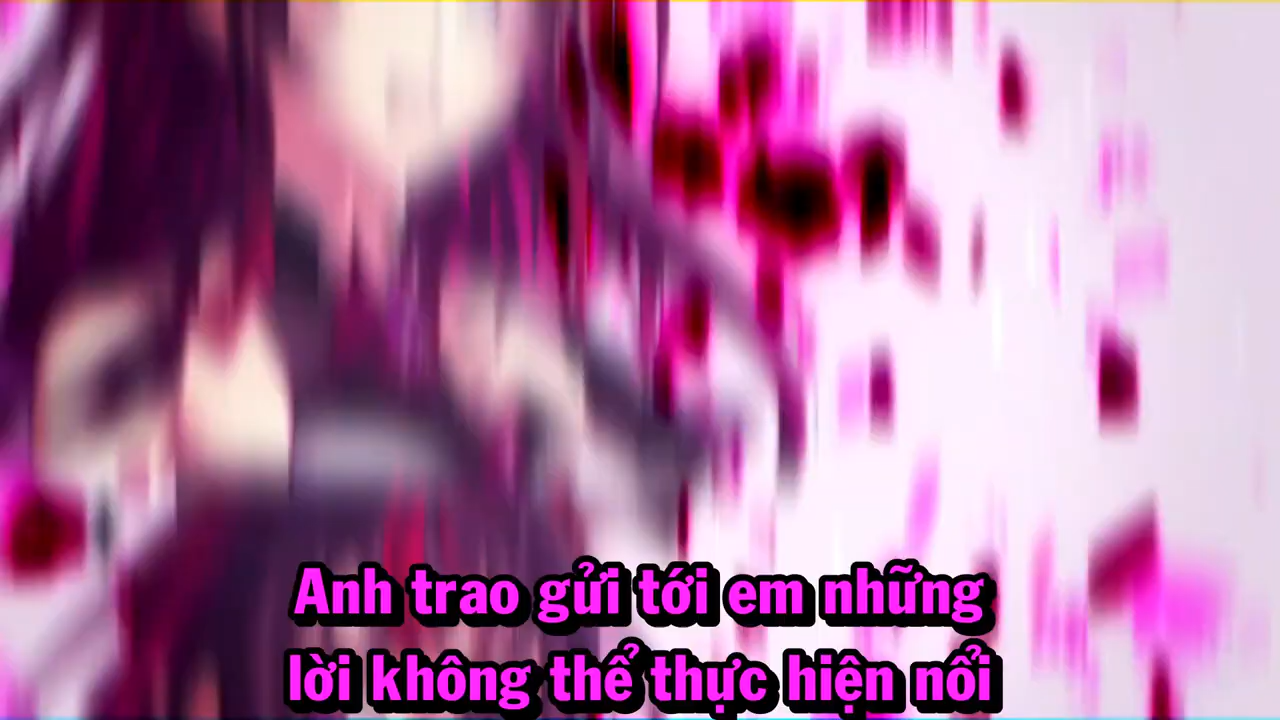 Anh trao gửi tới em những
lời không thể thực hiện nổi